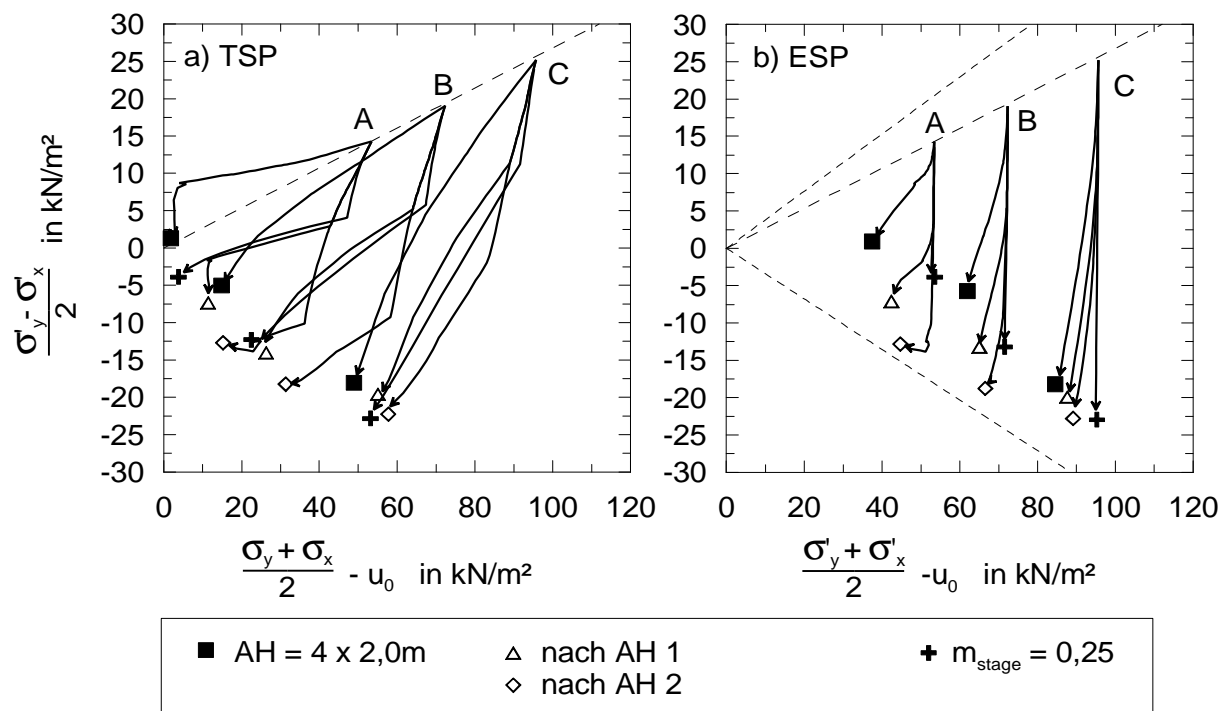 a) TSP
A
B
C
30
25
20
15
10
5
0
-5
-10
-15
-20
-25
-30
0 20 40 60 80 100 120
σ'y - σ'x / 2 in kN/m²
σy + σx / 2 - u0 in kN/m²
b) ESP
A
B
C
30
25
20
15
10
5
0
-5
-10
-15
-20
-25
-30
0 20 40 60 80 100 120
σ'y + σ'x / 2 -u0 in kN/m²
AH = 4 x 2,0m
nach AH 1
nach AH 2
mstage = 0,25